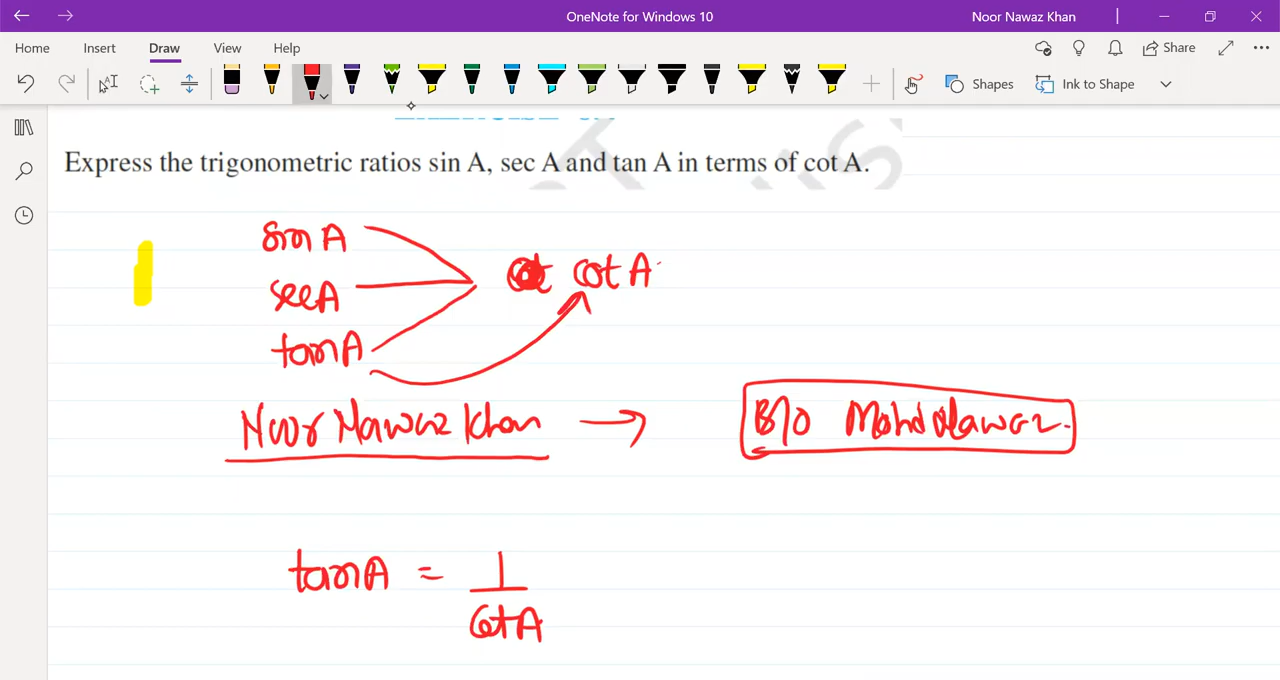 OneNote for Windows 10
Noor Nawaz Khan
Home Insert Draw View Help
Share
Shapes
Ink to Shape
Express the trigonometric ratios sin A, sec A and tan A in terms of cot A.
sin A
cot A
sec A
tan A
Noor Nawaz Khan → B/O Mohd Nawaz.
tan A = 1
cot A